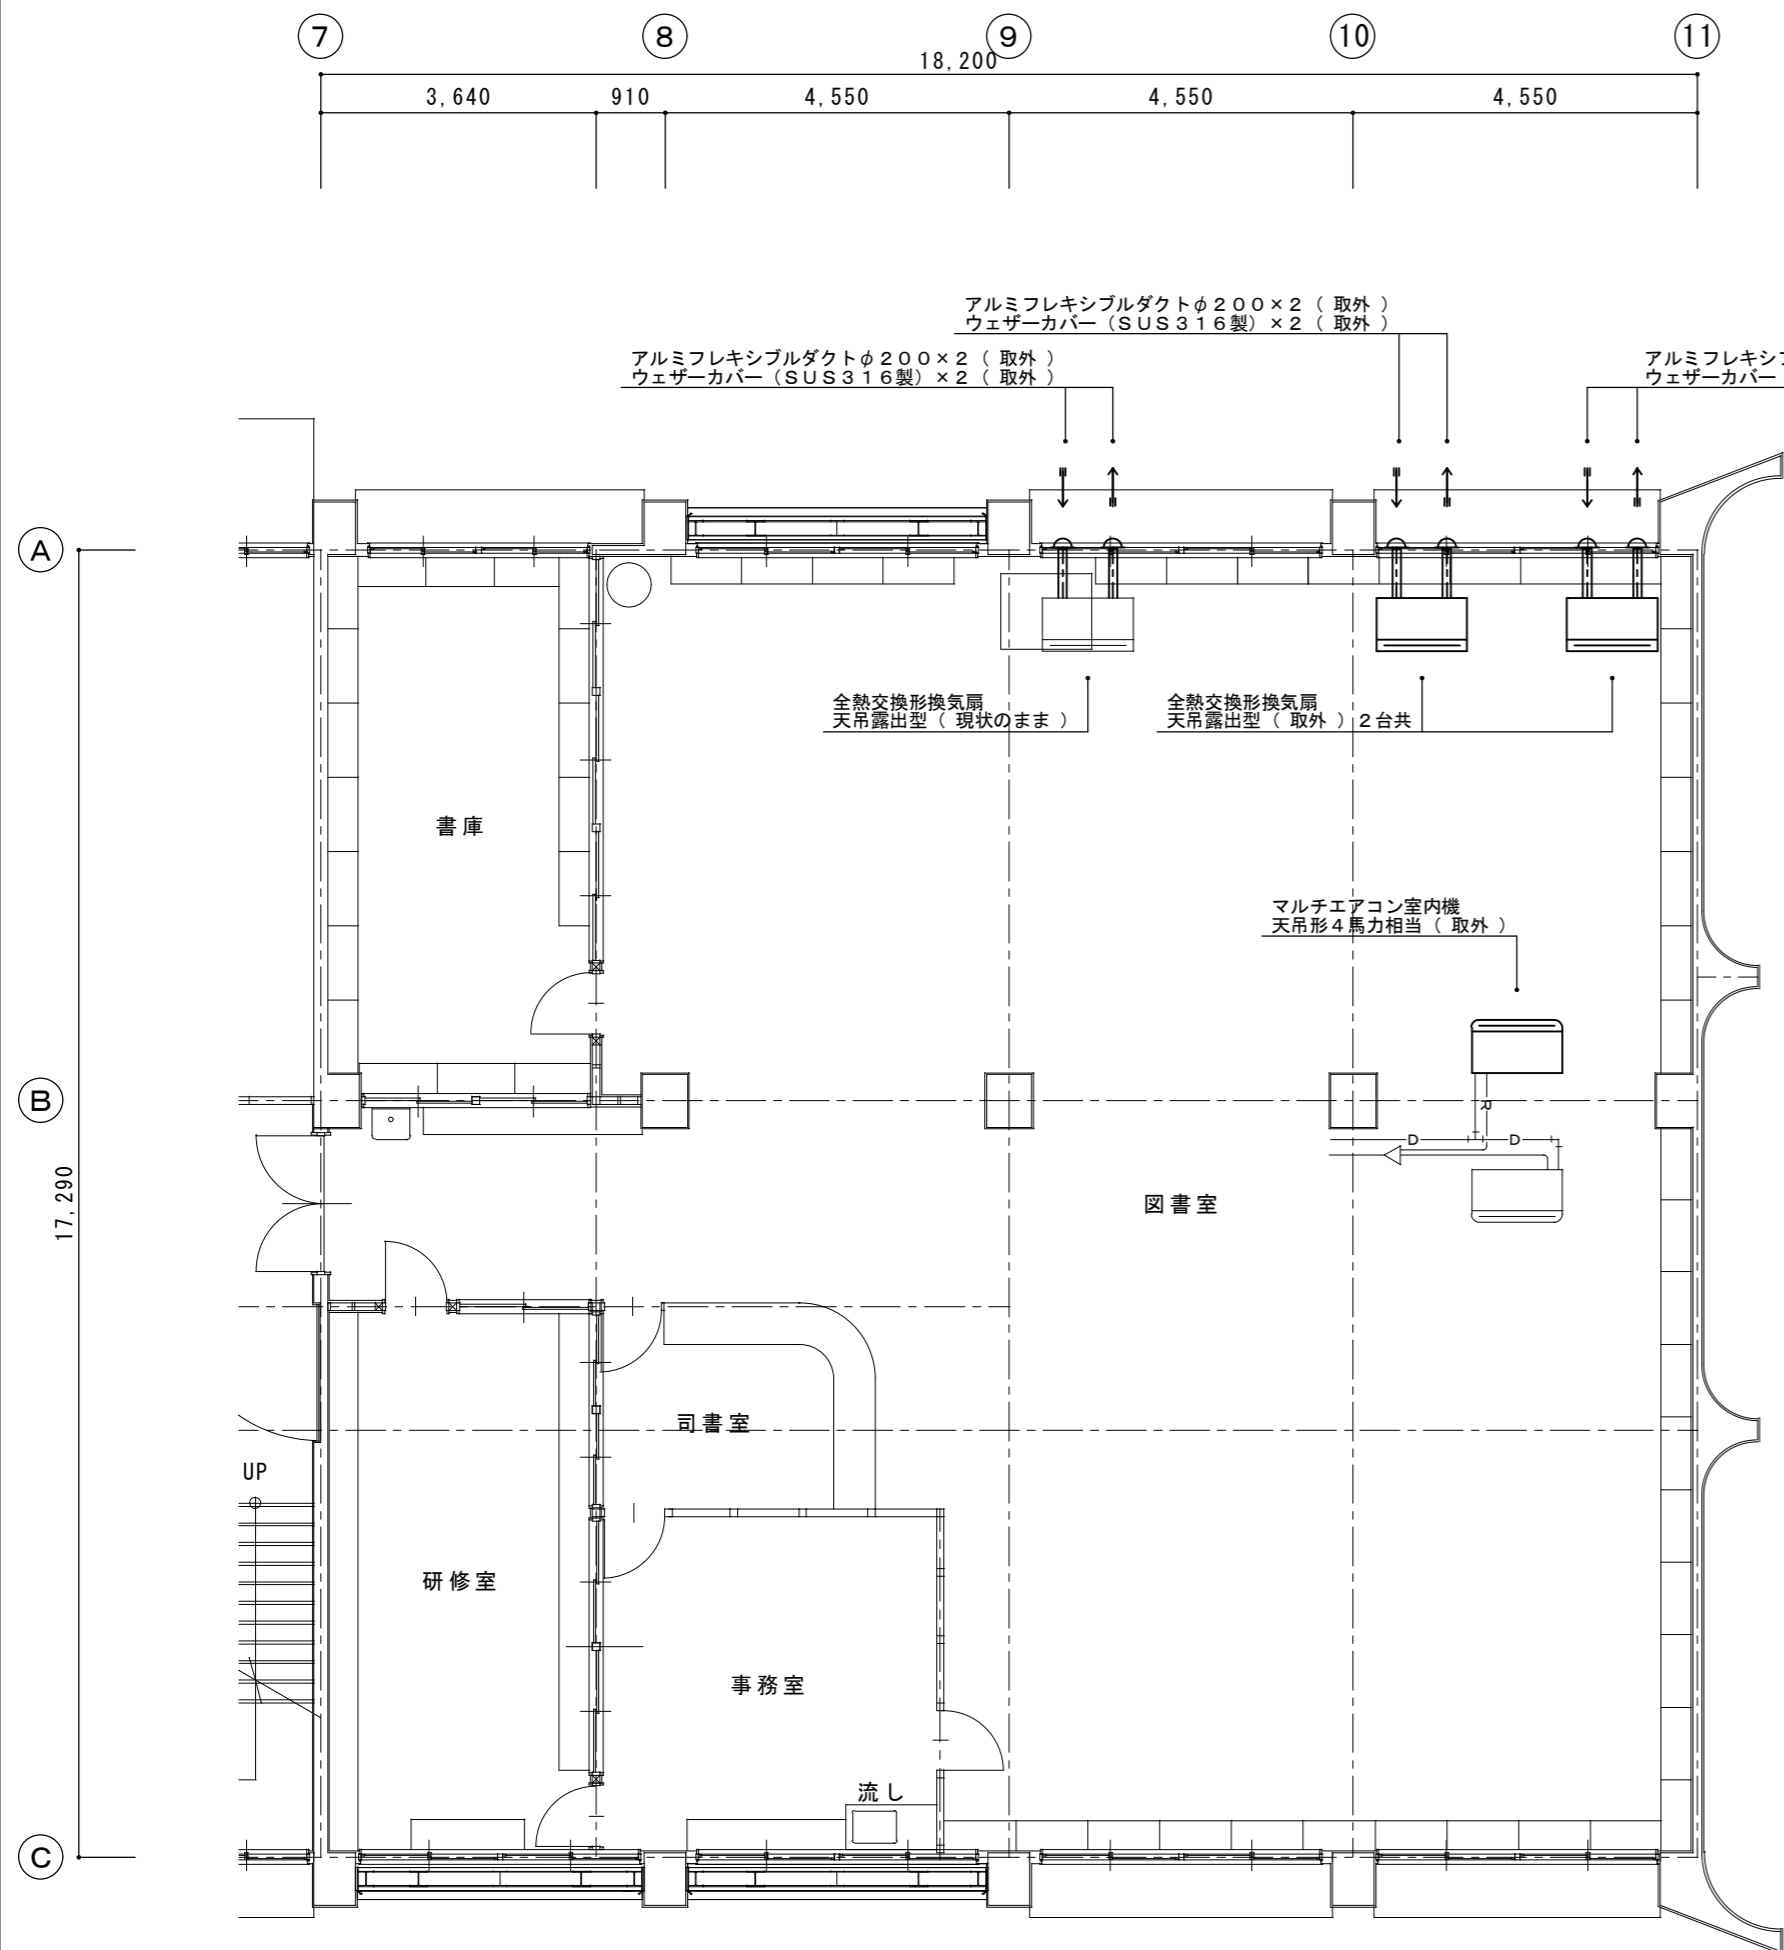 7 8 9 10 11
18,200
3,640 910 4,550 4,550 4,550
アルミフレキシブルダクトφ２００×２（ 取外 ）
ウェザーカバー（ＳＵＳ３１６製）×２（ 取外 ）
アルミフレキシブルダクトφ２００×２（ 取外 ）
ウェザーカバー（ＳＵＳ３１６製）×２（ 取外 ）
アルミフレキシ
ウェザーカバー
A
全熱交換形換気扇
天吊露出型（ 現状のまま ）
全熱交換形換気扇
天吊露出型（ 取外 ）２台共
書庫
マルチエアコン室内機
天吊形４馬力相当（ 取外 ）
B
R
D D
17,290
図書室
司書室
UP
研修室
事務室
流し
C